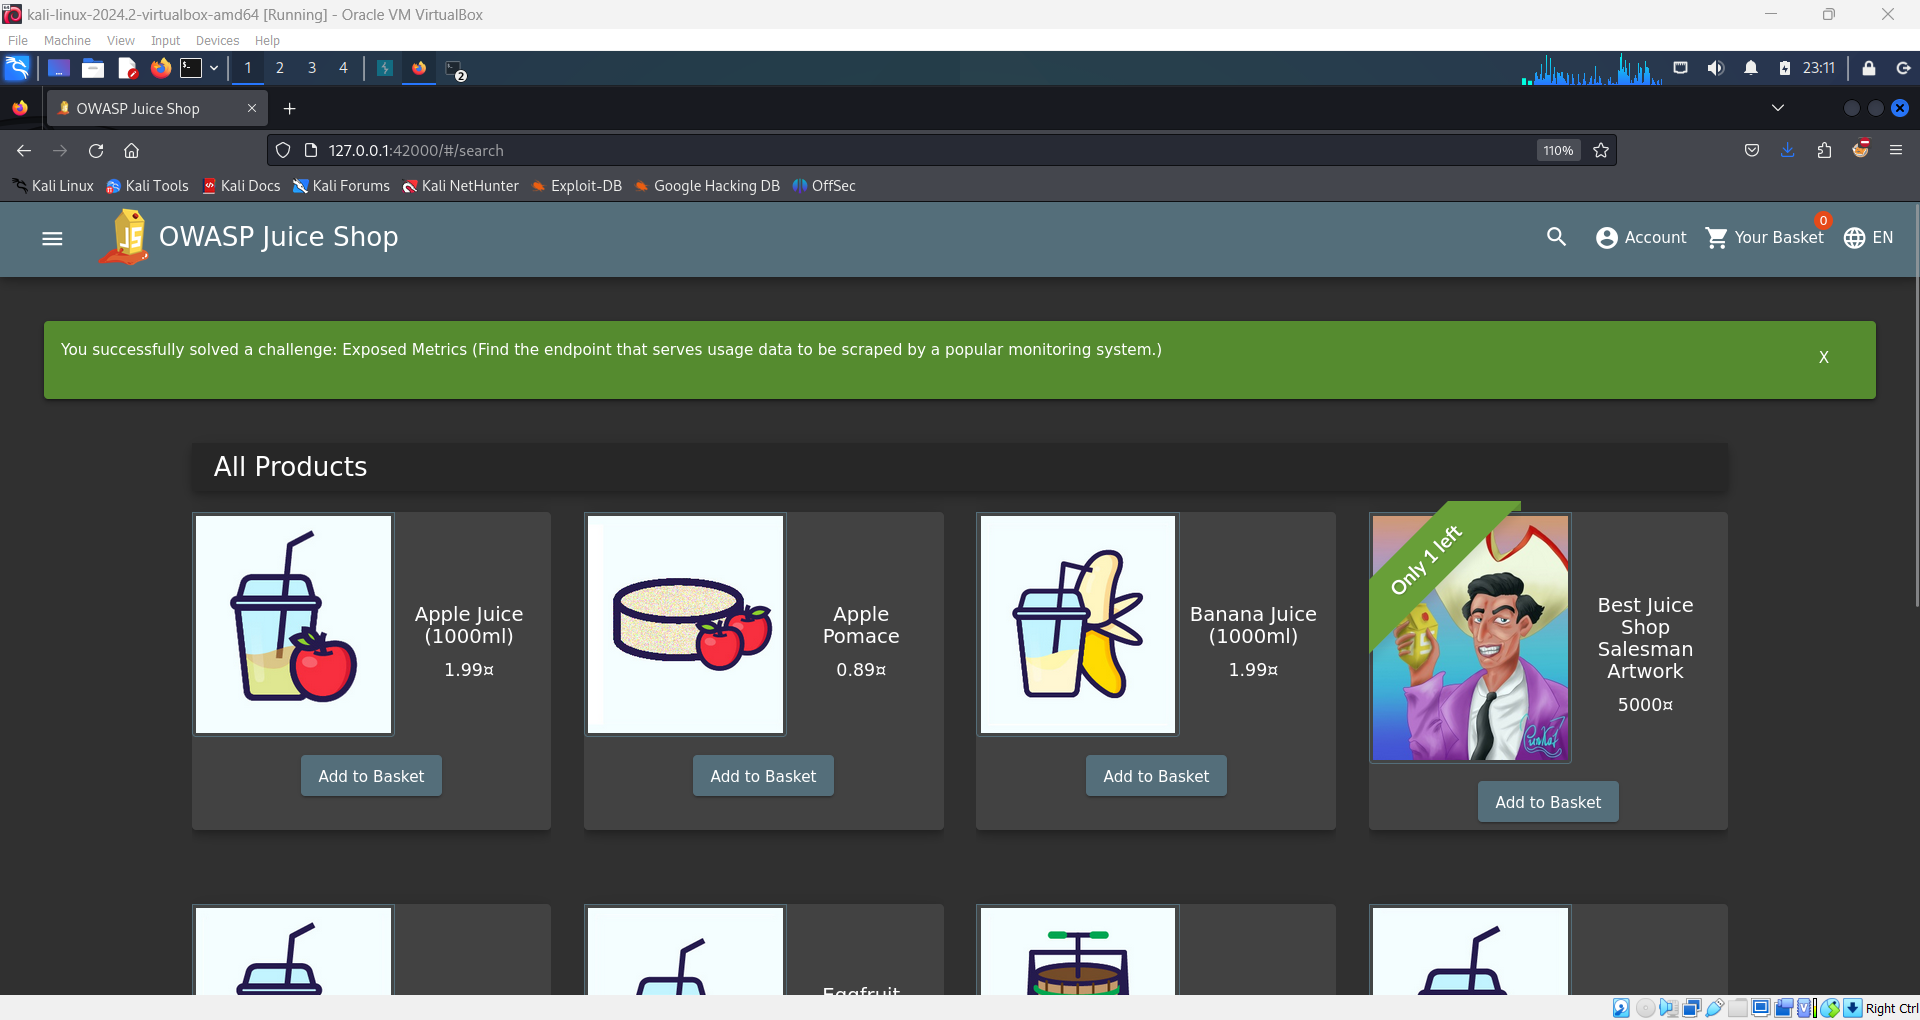 kali-linux-2024.2-virtualbox-amd64 [Running] - Oracle VM VirtualBox
File Machine View Input Devices Help
1 2 3 4 2 23:11
OWASP Juice Shop
127.0.0.1:42000/#/search 110%
Kali Linux Kali Tools Kali Docs Kali Forums Kali NetHunter Exploit-DB Google Hacking DB OffSec
OWASP Juice Shop Account Your Basket 0 EN
You successfully solved a challenge: Exposed Metrics (Find the endpoint that serves usage data to be scraped by a popular monitoring system.) X
All Products
Apple Juice
(1000ml)
1.99¤
Add to Basket
Apple
Pomace
0.89¤
Add to Basket
Banana Juice
(1000ml)
1.99¤
Add to Basket
Only 1 left
Best Juice
Shop
Salesman
Artwork
5000¤
Add to Basket
Eggfruit
Right Ctrl